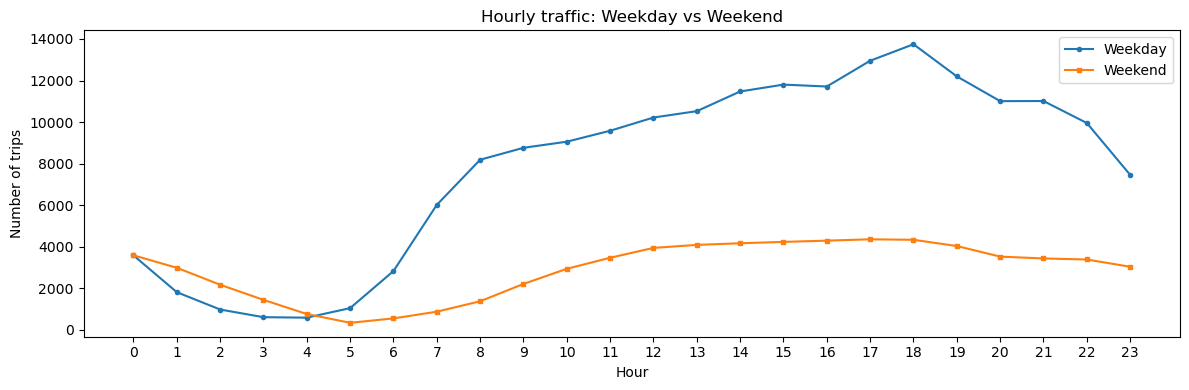 Hourly traffic: Weekday vs Weekend
14000
12000
10000
8000
6000
4000
2000
0
Number of trips
Weekday
Weekend
0 1 2 3 4 5 6 7 8 9 10 11 12 13 14 15 16 17 18 19 20 21 22 23
Hour